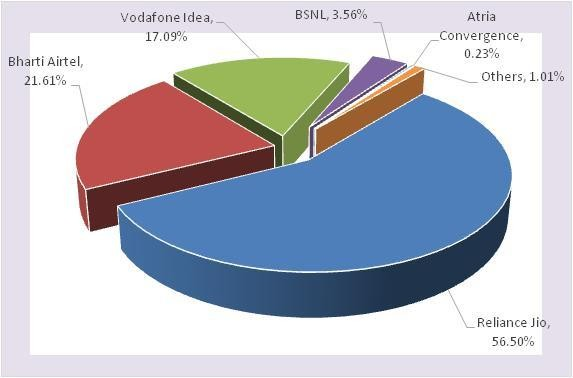 Vodafone Idea,
17.09%
BSNL, 3.56%
Atria
Convergence,
0.23%
Others, 1.01%
Bharti Airtel,
21.61%
Reliance Jio,
56.50%